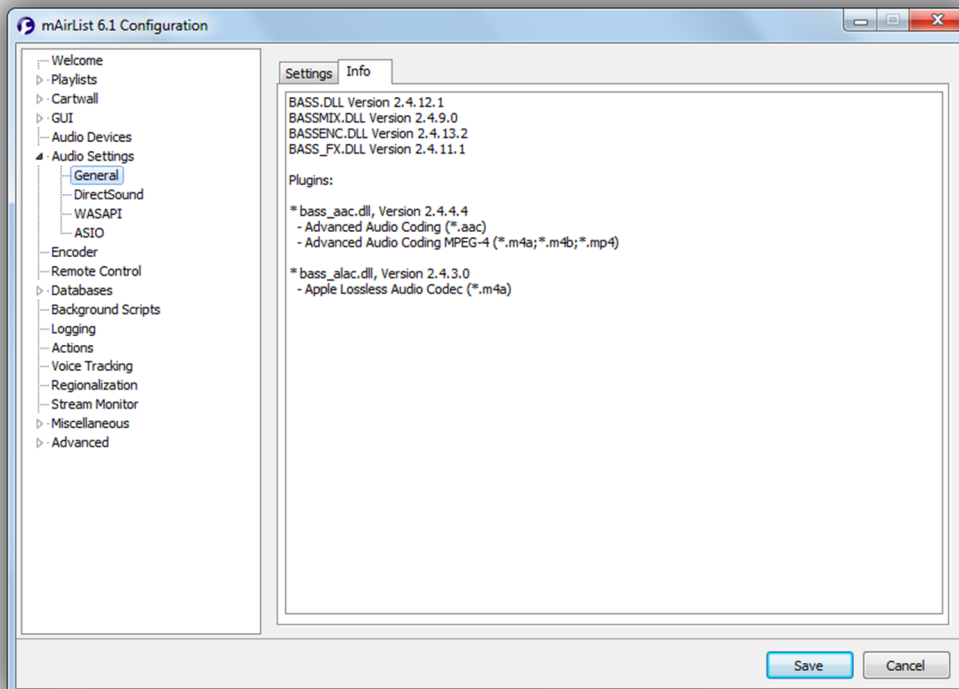 mAirList 6.1 Configuration
Welcome
Playlists
Cartwall
GUI
Audio Devices
Audio Settings
General
DirectSound
WASAPI
ASIO
Encoder
Remote Control
Databases
Background Scripts
Logging
Actions
Voice Tracking
Regionalization
Stream Monitor
Miscellaneous
Advanced
Settings Info
BASS.DLL Version 2.4.12.1
BASSMIX.DLL Version 2.4.9.0
BASSENC.DLL Version 2.4.13.2
BASS_FX.DLL Version 2.4.11.1
Plugins:
* bass_aac.dll, Version 2.4.4.4
- Advanced Audio Coding (*.aac)
- Advanced Audio Coding MPEG-4 (*.m4a;*.m4b;*.mp4)
* bass_alac.dll, Version 2.4.3.0
- Apple Lossless Audio Codec (*.m4a)
Save Cancel